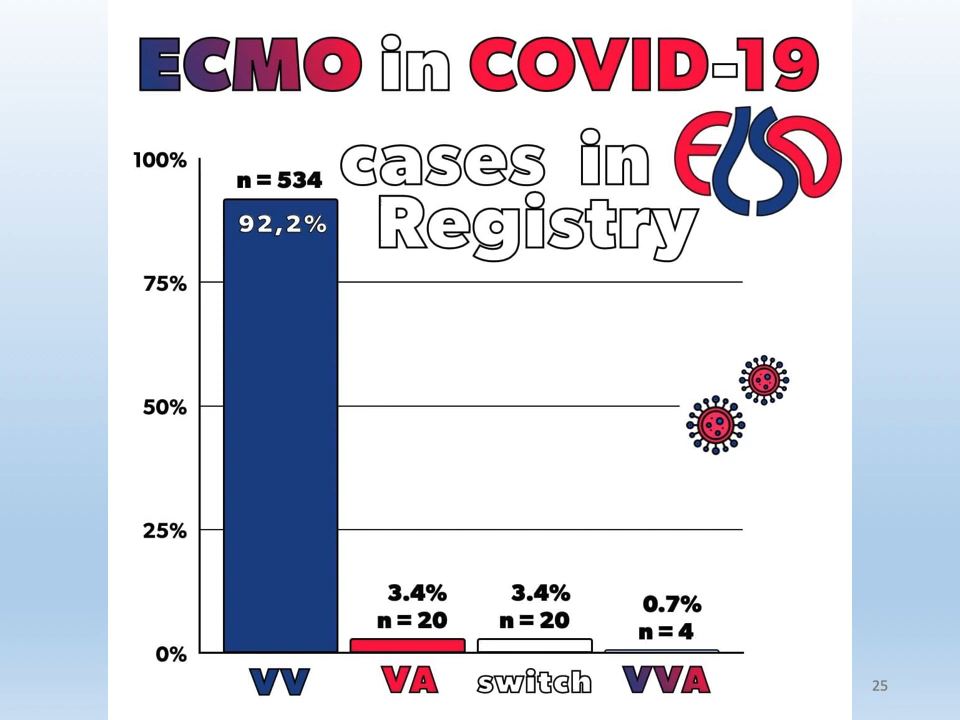 ECMO in COVID-19
cases in
Registry
ELSO
100%
75%
50%
25%
0%
n = 534
92,2%
3.4%
n = 20
3.4%
n = 20
0.7%
n = 4
VV
VA
switch
VVA
25